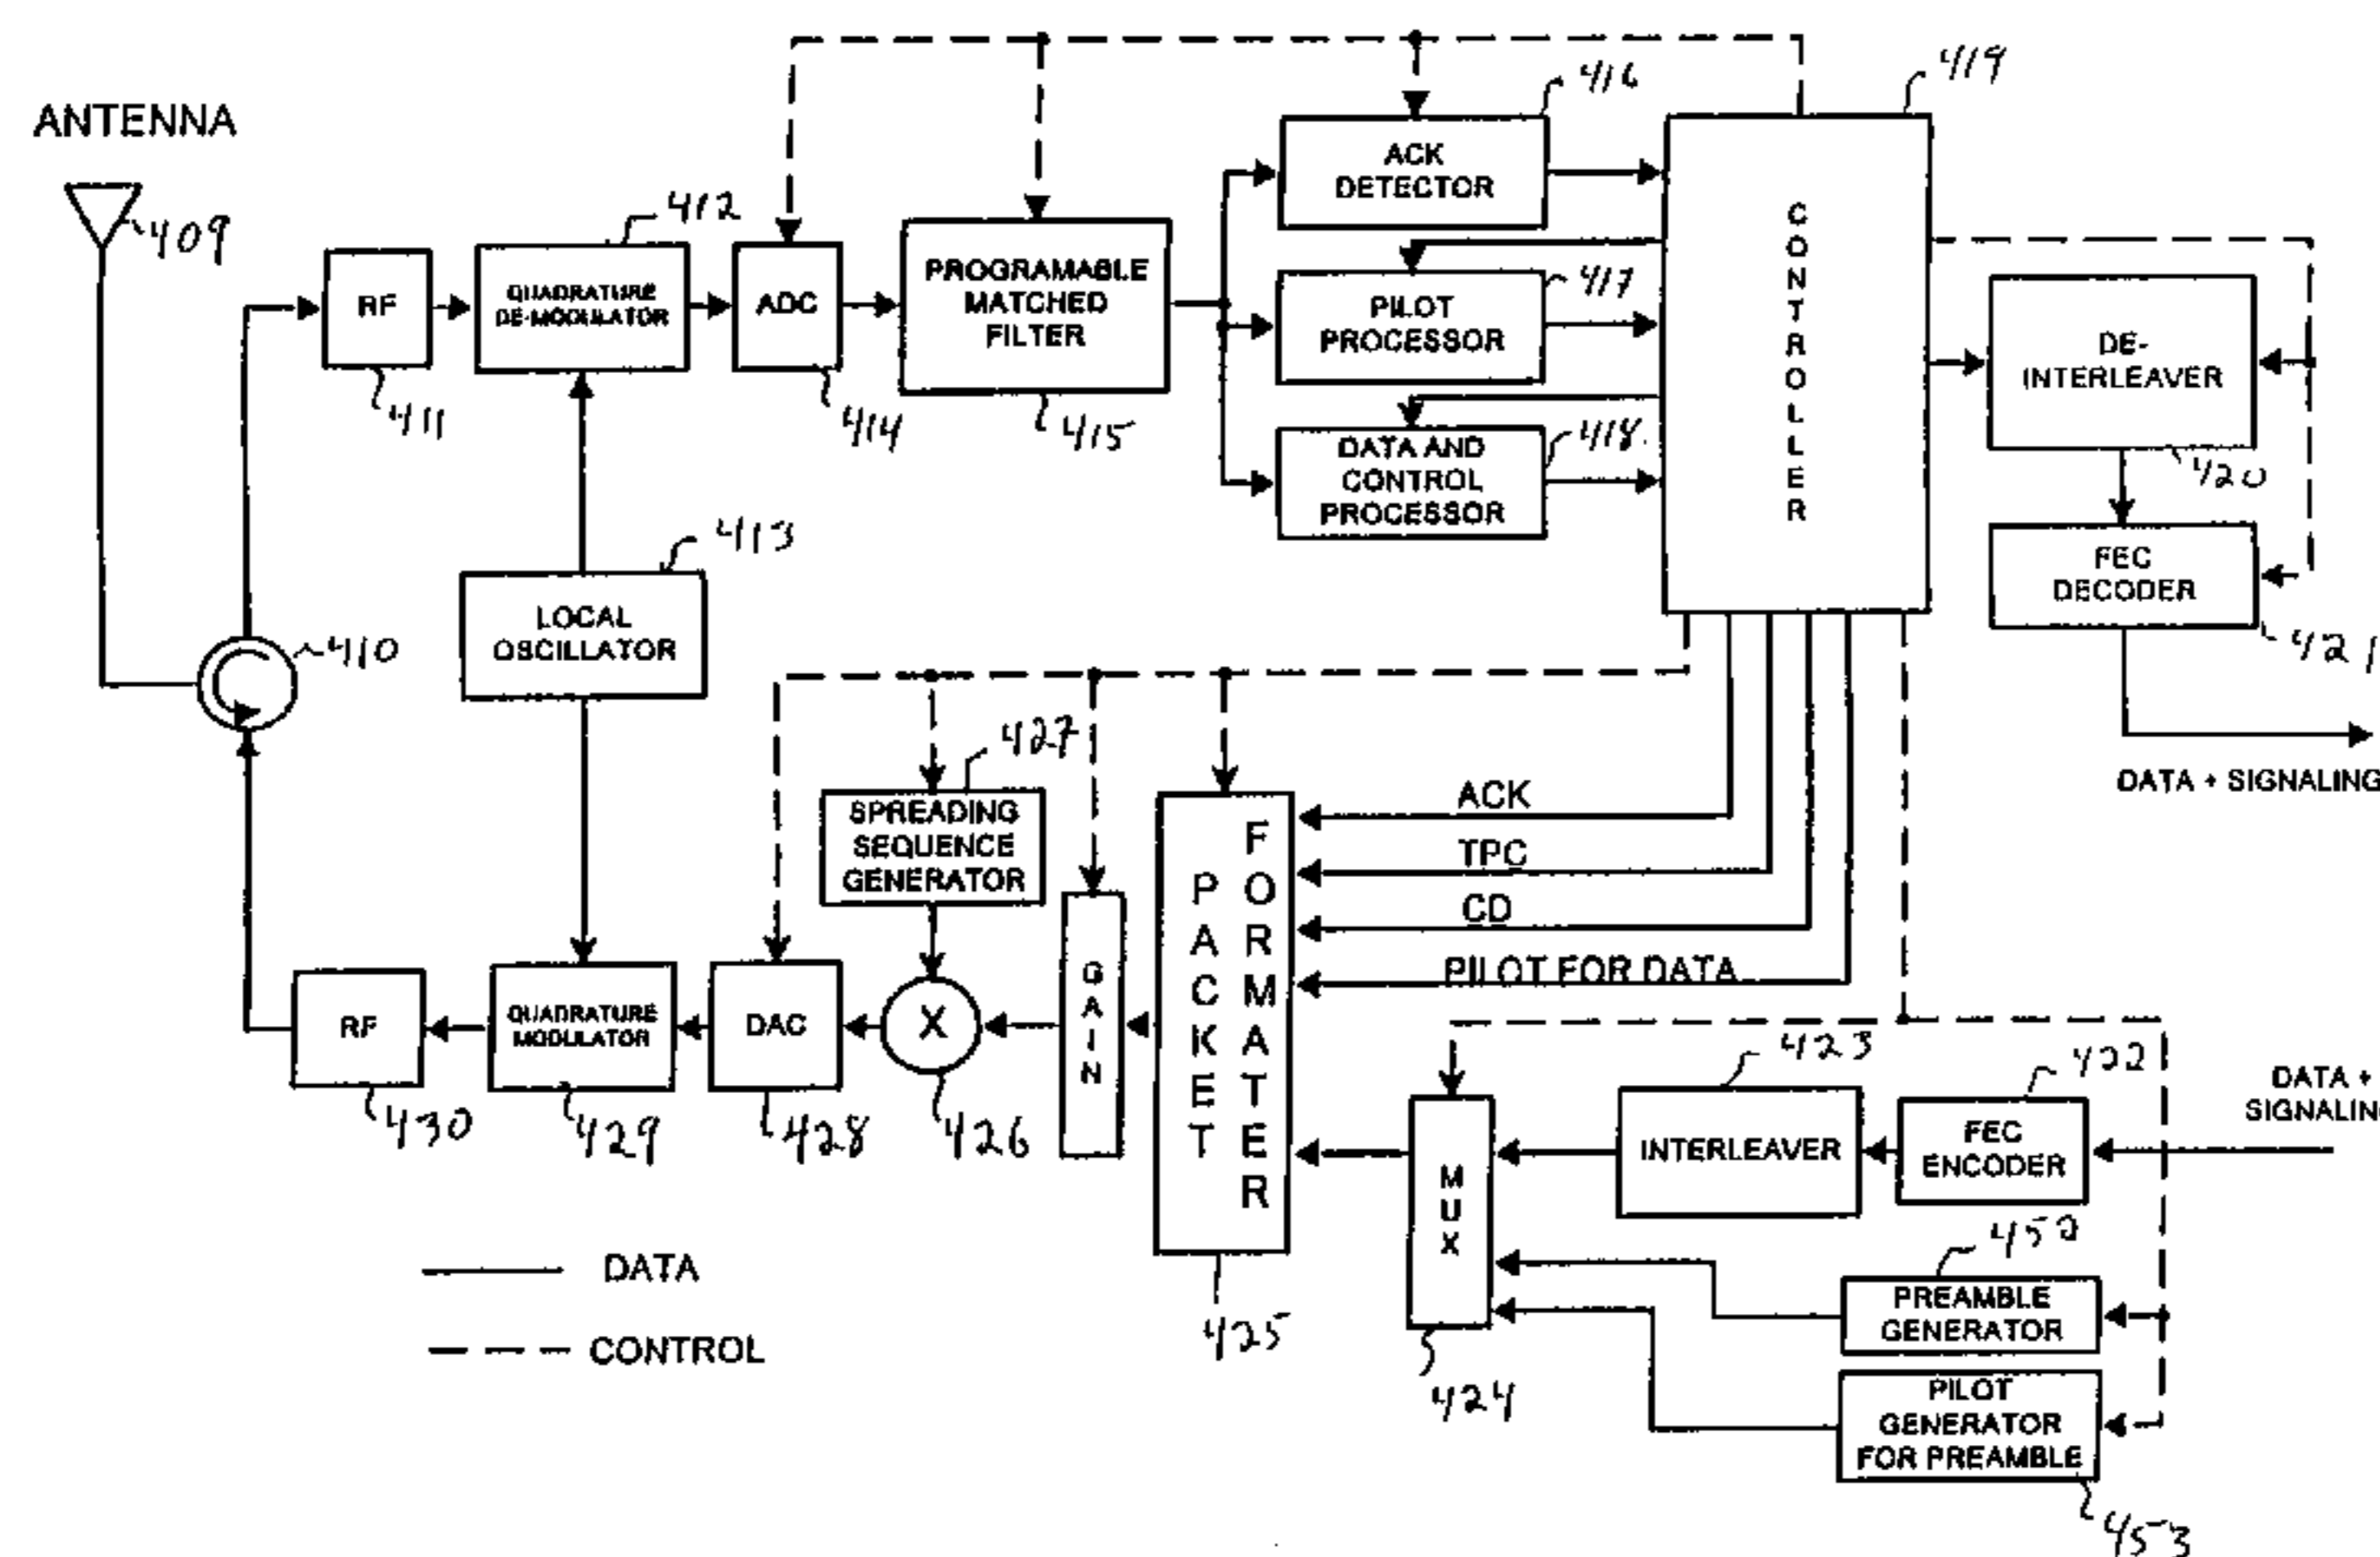 ANTENNA
409
410
RF
411
QUADRATURE
DE-MODULATOR
412
LOCAL
OSCILLATOR
413
ADC
414
PROGRAMABLE
MATCHED
FILTER
415
ACK
DETECTOR
416
PILOT
PROCESSOR
417
DATA AND
CONTROL
PROCESSOR
418
CONTROLLER
419
DE-
INTERLEAVER
420
FEC
DECODER
421
DATA + SIGNALING
ACK
TPC
CD
PILOT FOR DATA
DATA +
SIGNALIN
FEC
ENCODER
422
INTERLEAVER
423
PREAMBLE
GENERATOR
452
PILOT
GENERATOR
FOR PREAMBLE
453
MUX
424
PACKET
FORMATER
425
GAIN
X
426
SPREADING
SEQUENCE
GENERATOR
427
DAC
428
QUADRATURE
MODULATOR
429
RF
430
DATA
CONTROL